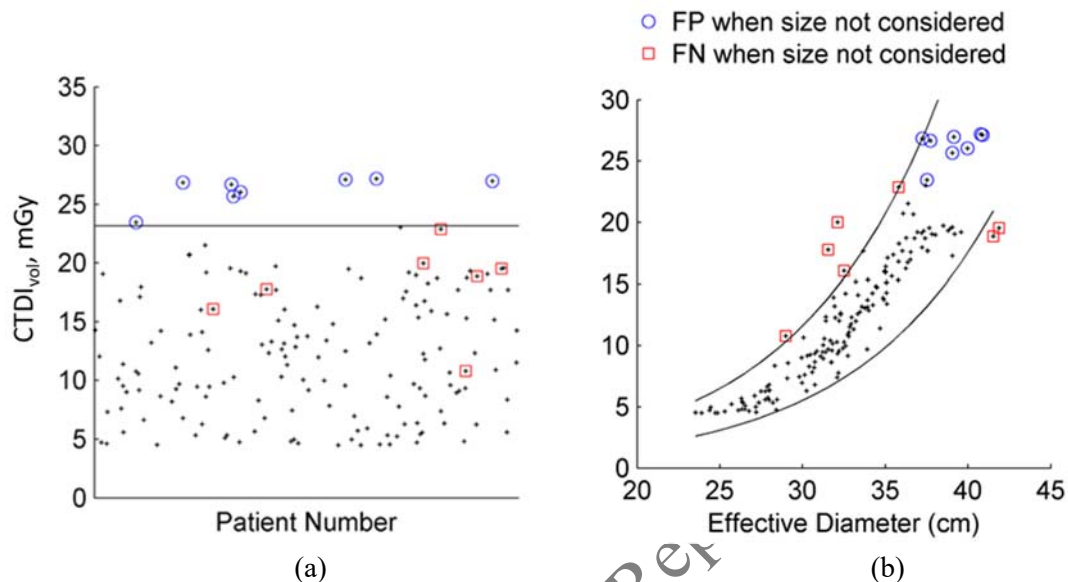 FP when size not considered
FN when size not considered
35
30
25
20
15
10
5
0
CTDIvol, mGy
Patient Number
(a)
30
25
20
15
10
5
0
20 25 30 35 40 45
Effective Diameter (cm)
(b)